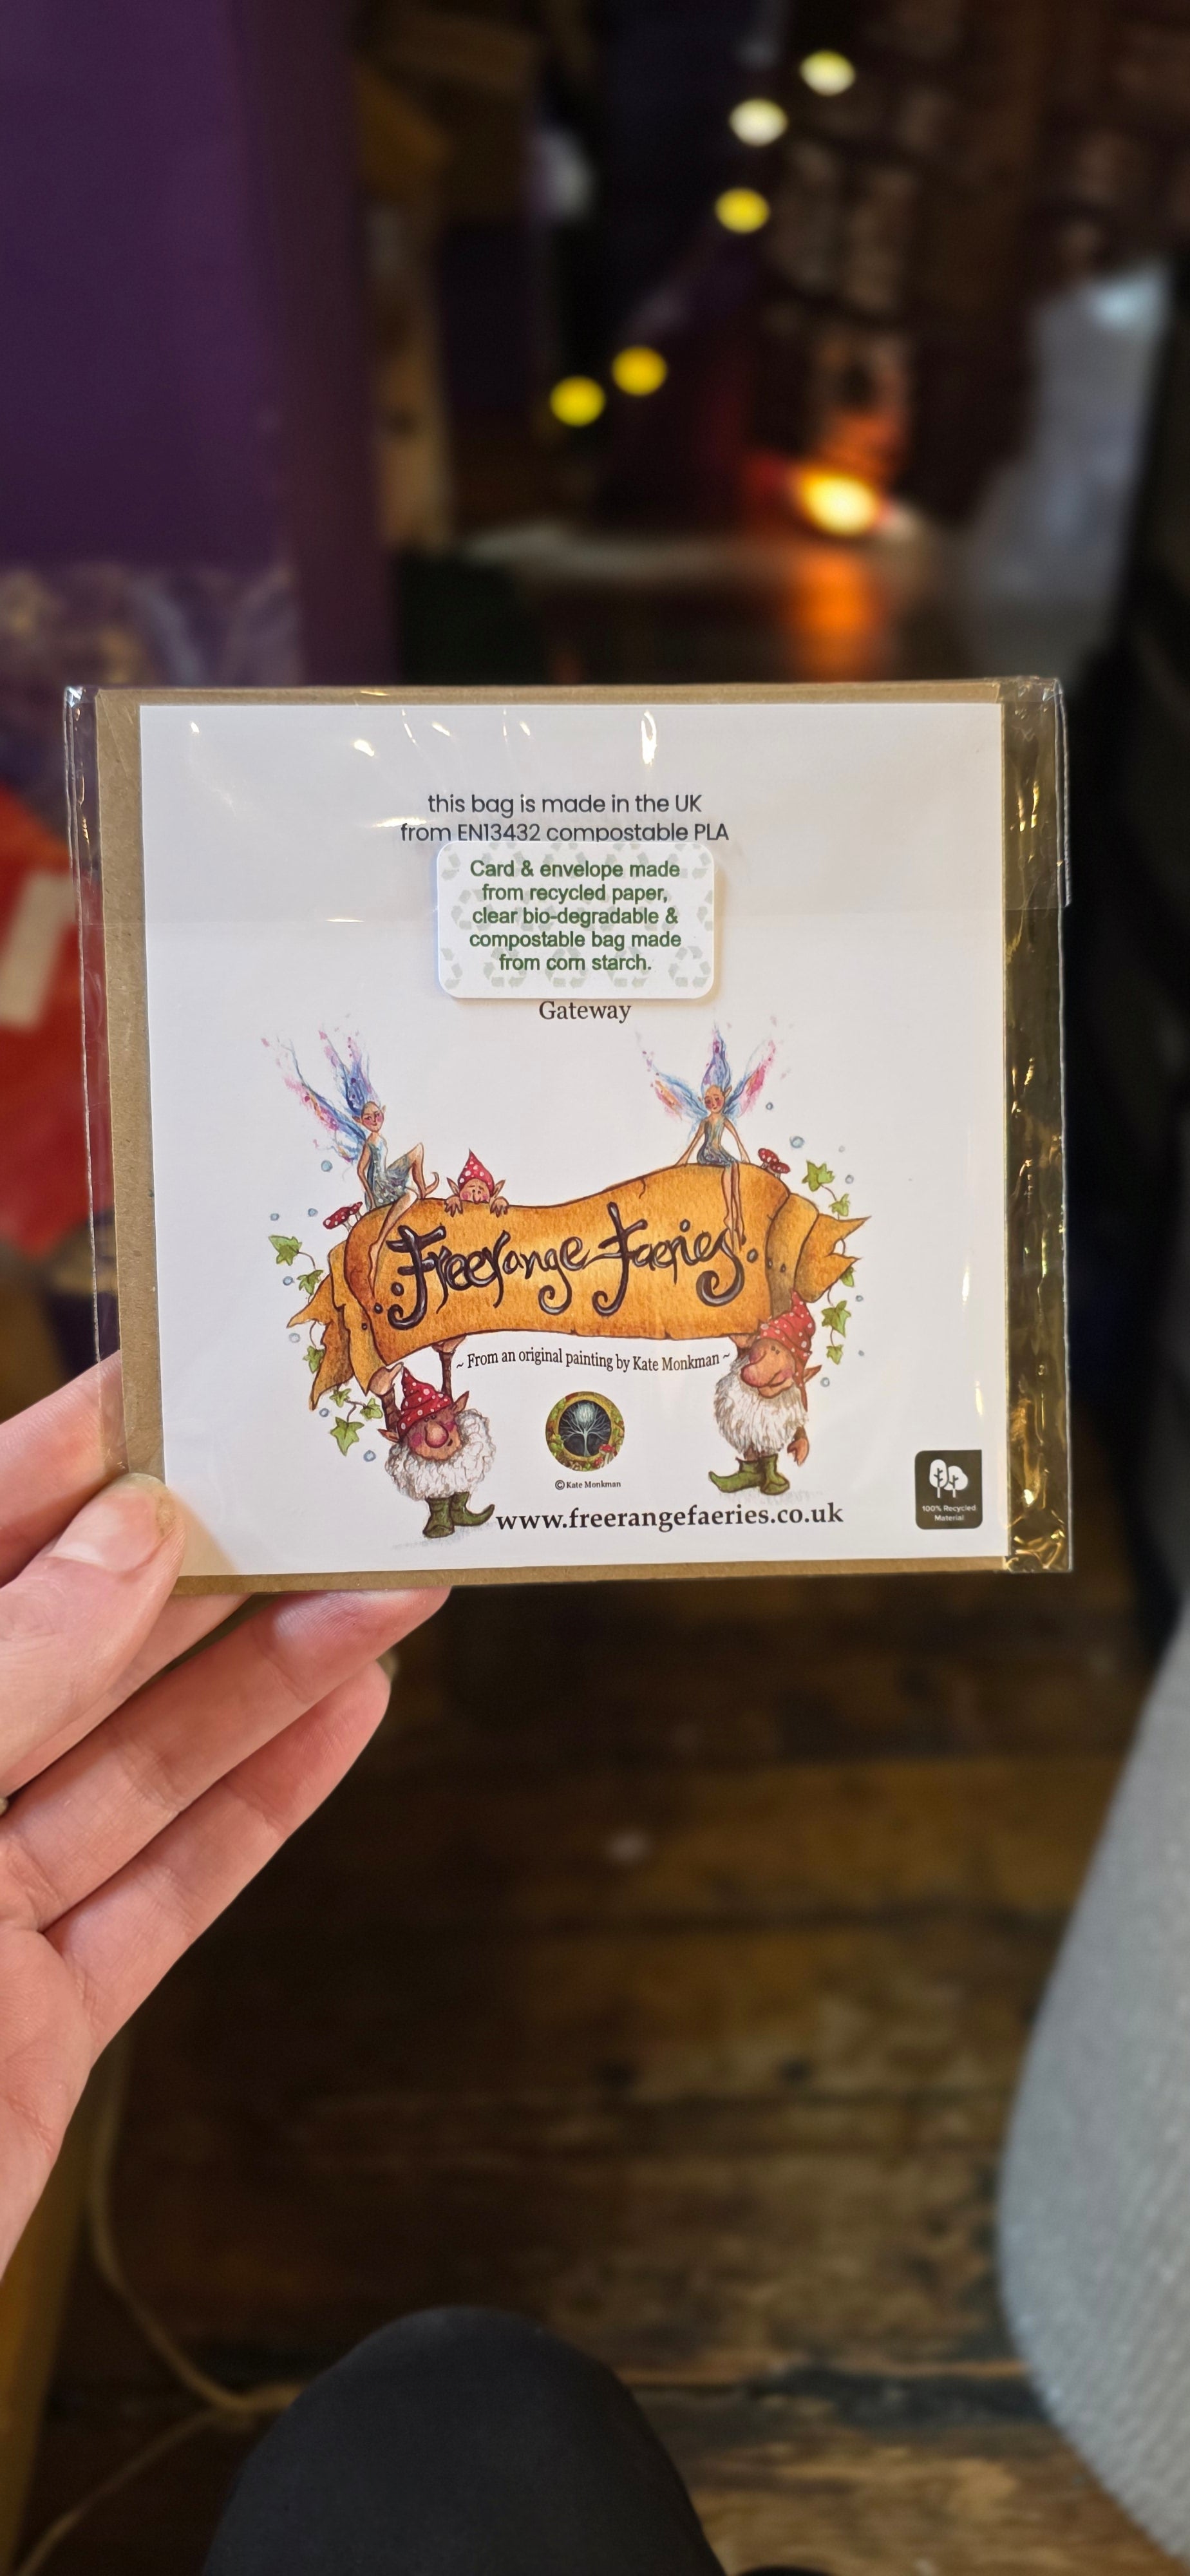 this bag is made in the UK
from EN13432 compostable PLA
Card & envelope made
from recycled paper,
clear bio-degradable &
compostable bag made
from corn starch.
Gateway
Freerange Faeries
~ From an original painting by Kate Monkman ~
©Kate Monkman
www.freerangefaeries.co.uk
100% Recycled
Material